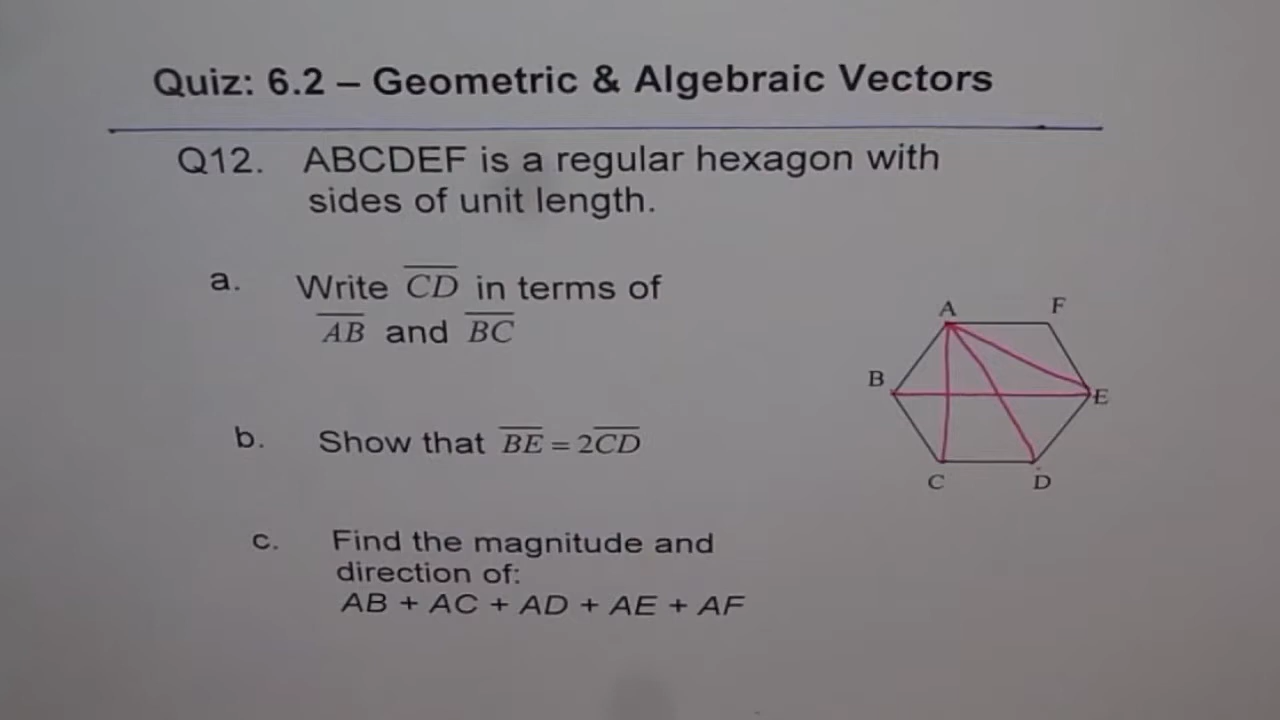 Quiz: 6.2 – Geometric & Algebraic Vectors
Q12. ABCDEF is a regular hexagon with
sides of unit length.
a. Write CD in terms of
AB and BC
b. Show that BE = 2CD
c. Find the magnitude and
direction of:
AB + AC + AD + AE + AF
A F
B E
C D